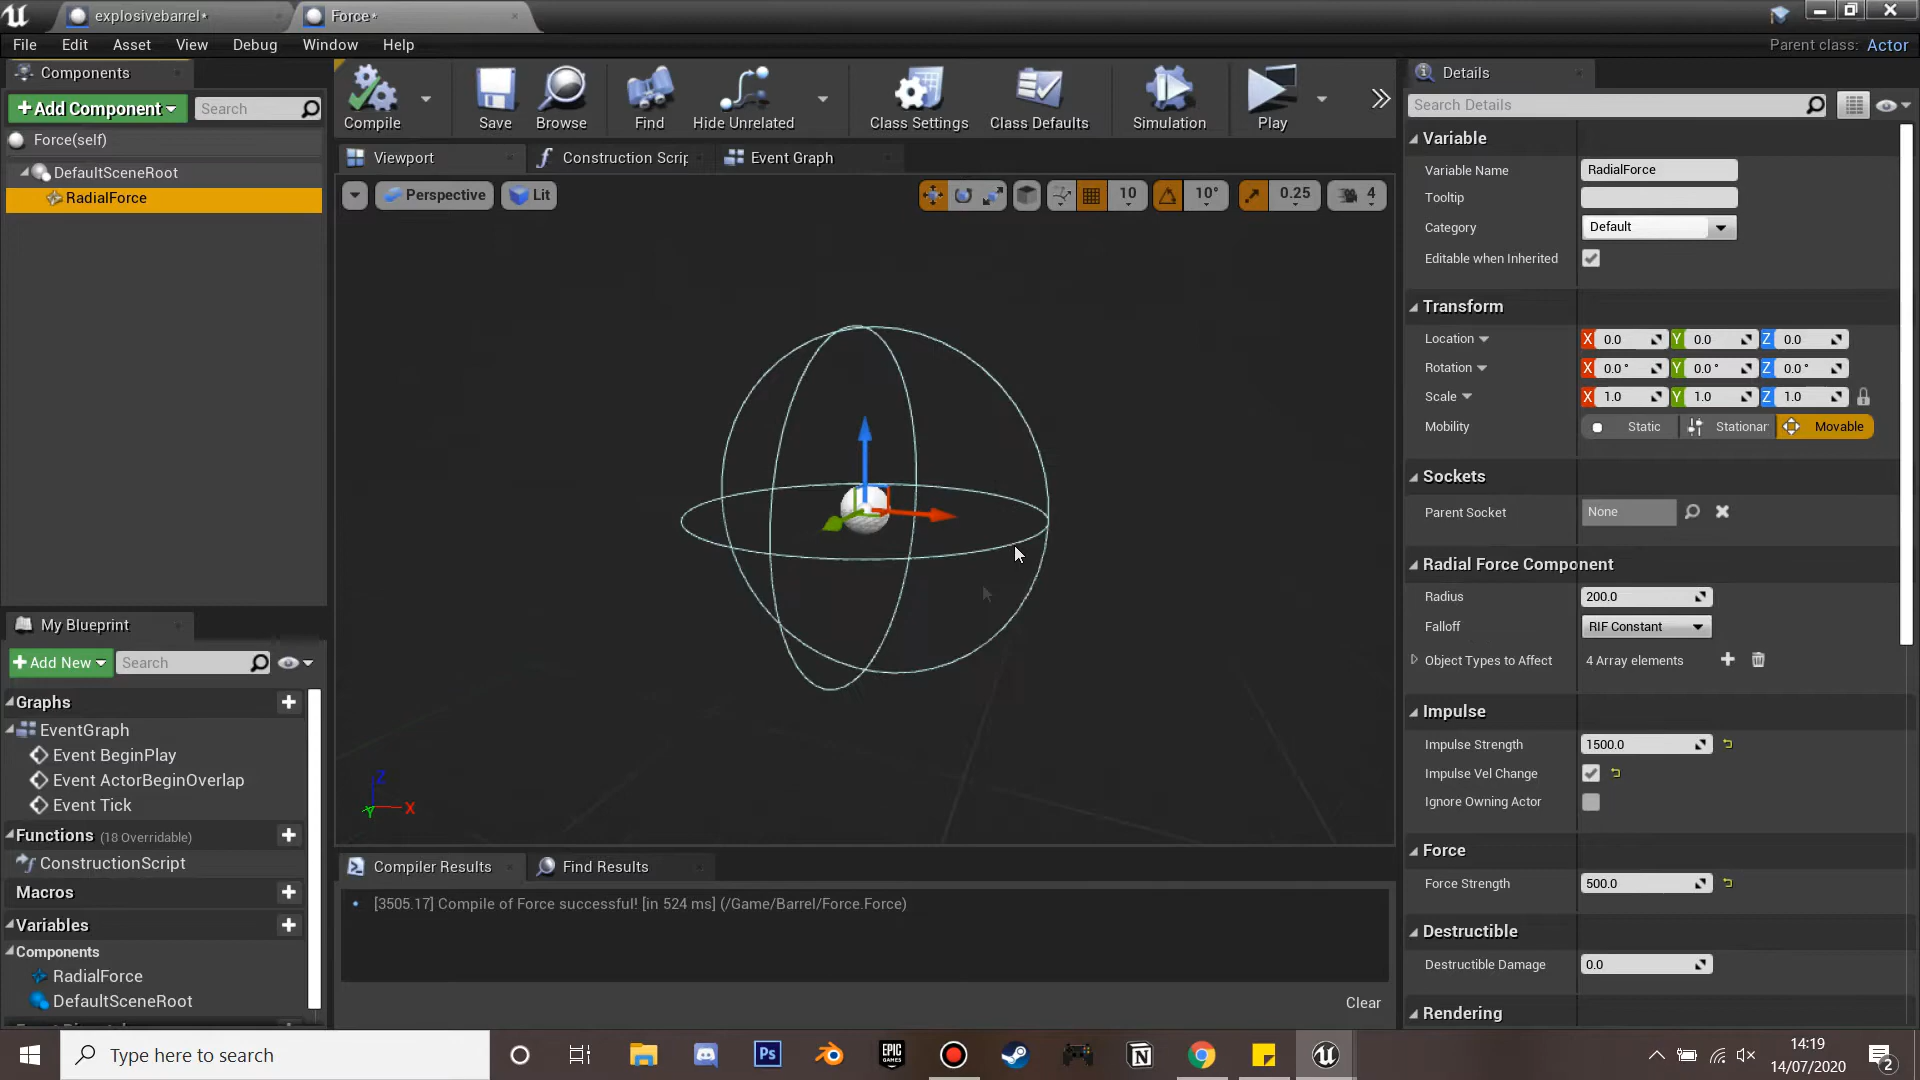 explosivebarrel*
Force*
File Edit Asset View Debug Window Help
Parent class: Actor
Components
Add Component
Search
Force(self)
DefaultSceneRoot
RadialForce
Compile
Save
Browse
Find
Hide Unrelated
Class Settings
Class Defaults
Simulation
Play
Viewport
Construction Scrip
Event Graph
Perspective
Lit
10
10°
0.25
4
Z
X
Y
My Blueprint
Add New
Search
Graphs
EventGraph
Event BeginPlay
Event ActorBeginOverlap
Event Tick
Functions (18 Overridable)
ConstructionScript
Macros
Variables
Components
RadialForce
DefaultSceneRoot
Compiler Results
Find Results
[3505.17] Compile of Force successful! [in 524 ms] (/Game/Barrel/Force.Force)
Clear
Details
Search Details
Variable
Variable Name RadialForce
Tooltip
Category Default
Editable when Inherited
Transform
Location X 0.0 Y 0.0 Z 0.0
Rotation X 0.0° Y 0.0° Z 0.0°
Scale X 1.0 Y 1.0 Z 1.0
Mobility Static Stationar Movable
Sockets
Parent Socket None
Radial Force Component
Radius 200.0
Falloff RIF Constant
Object Types to Affect 4 Array elements
Impulse
Impulse Strength 1500.0
Impulse Vel Change
Ignore Owning Actor
Force
Force Strength 500.0
Destructible
Destructible Damage 0.0
Rendering
Type here to search
Ps
EPIC GAMES
N
14:19
14/07/2020
2